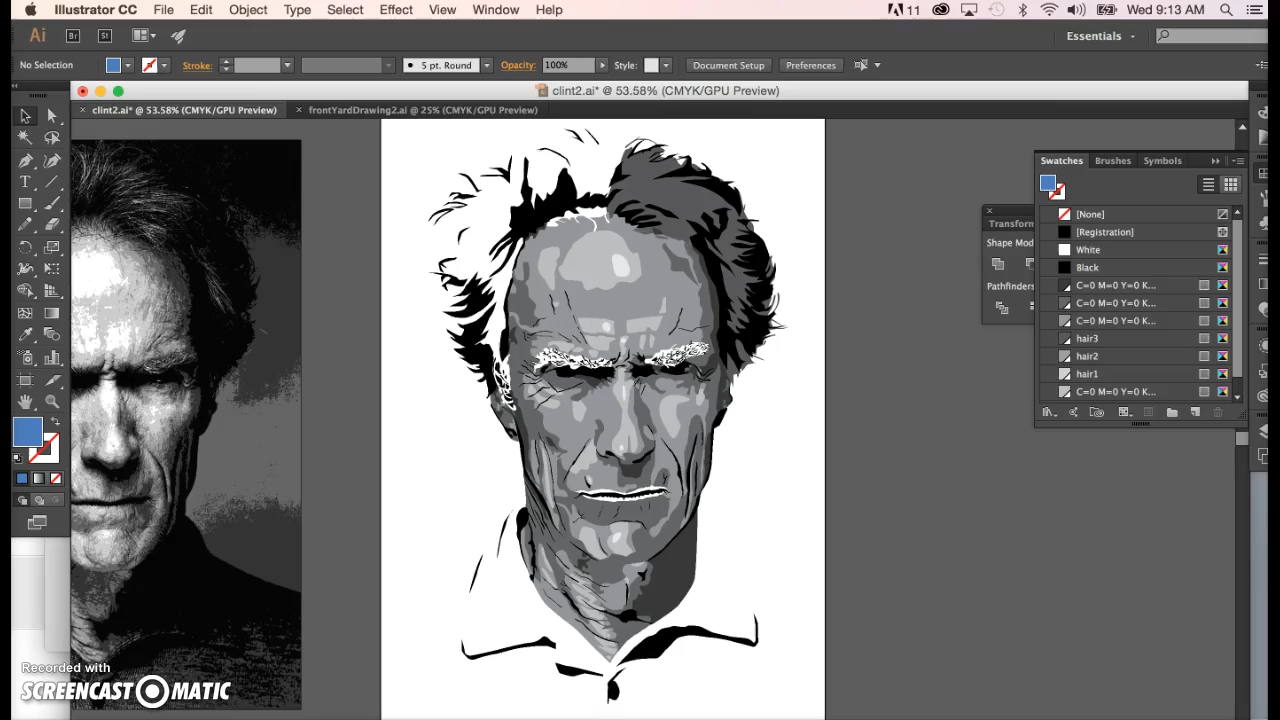 Illustrator CC File Edit Object Type Select Effect View Window Help 11 Wed 9:13 AM
Ai Br St Essentials
No Selection Stroke: 5 pt. Round Opacity: 100% Style: Document Setup Preferences
clint2.ai* @ 53.58% (CMYK/GPU Preview)
× clint2.ai* @ 53.58% (CMYK/GPU Preview) × frontYardDrawing2.ai @ 25% (CMYK/GPU Preview)
Swatches Brushes Symbols
[None]
[Registration]
White
Black
C=0 M=0 Y=0 K...
C=0 M=0 Y=0 K...
C=0 M=0 Y=0 K...
hair3
hair2
hair1
C=0 M=0 Y=0 K...
Transform
Shape Mod
Pathfinders
T
Recorded with
SCREENCAST MATIC